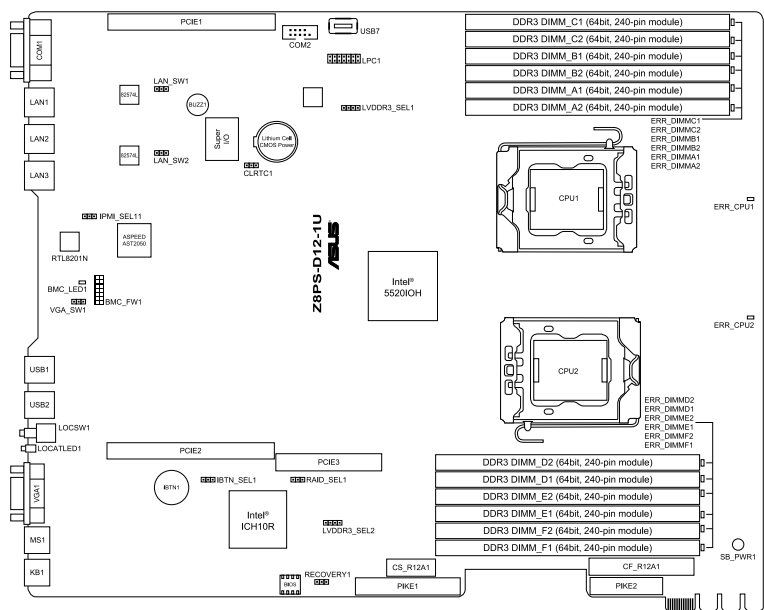 PCIE1
COM2
USB7
LPC1
COM1
LAN_SW1
82574L
BUZZ1
LVDDR3_SEL1
LAN1
LAN2
LAN3
Super
I/O
Lithium Cell
CMOS Power
82574L
LAN_SW2
CLRTC1
DDR3 DIMM_C1 (64bit, 240-pin module)
DDR3 DIMM_C2 (64bit, 240-pin module)
DDR3 DIMM_B1 (64bit, 240-pin module)
DDR3 DIMM_B2 (64bit, 240-pin module)
DDR3 DIMM_A1 (64bit, 240-pin module)
DDR3 DIMM_A2 (64bit, 240-pin module)
ERR_DIMMC1
ERR_DIMMC2
ERR_DIMMB1
ERR_DIMMB2
ERR_DIMMA1
ERR_DIMMA2
CPU1
ERR_CPU1
IPMI_SEL11
RTL8201N
ASPEED
AST2050
BMC_LED1
VGA_SW1
BMC_FW1
Z8PS-D12-1U
ASUS
Intel®
5520IOH
ERR_CPU2
CPU2
USB1
USB2
LOCSW1
LOCATLED1
VGA1
MS1
KB1
PCIE2
PCIE3
IBTN1
IBTN_SEL1
RAID_SEL1
Intel®
ICH10R
LVDDR3_SEL2
BIOS
RECOVERY1
ERR_DIMMD2
ERR_DIMMD1
ERR_DIMME2
ERR_DIMME1
ERR_DIMMF2
ERR_DIMMF1
DDR3 DIMM_D2 (64bit, 240-pin module)
DDR3 DIMM_D1 (64bit, 240-pin module)
DDR3 DIMM_E2 (64bit, 240-pin module)
DDR3 DIMM_E1 (64bit, 240-pin module)
DDR3 DIMM_F2 (64bit, 240-pin module)
DDR3 DIMM_F1 (64bit, 240-pin module)
SB_PWR1
CS_R12A1
CF_R12A1
PIKE1
PIKE2